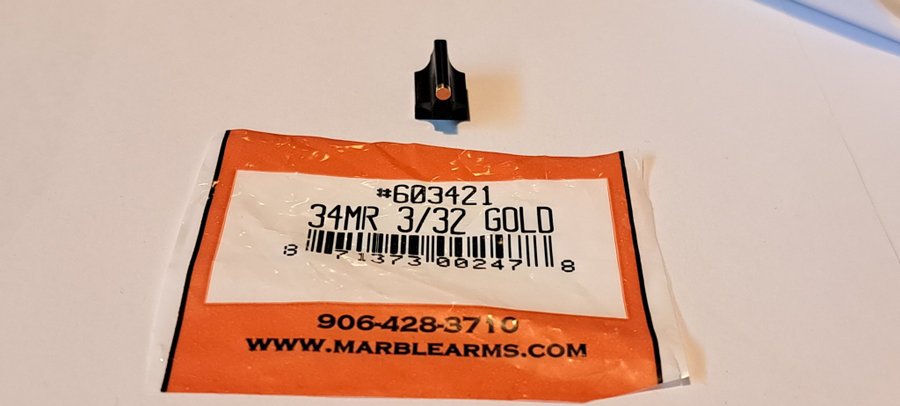 #603421
34MR 3/32 GOLD
8 71373 00247 8
906-428-3710
WWW.MARBLEARMS.COM